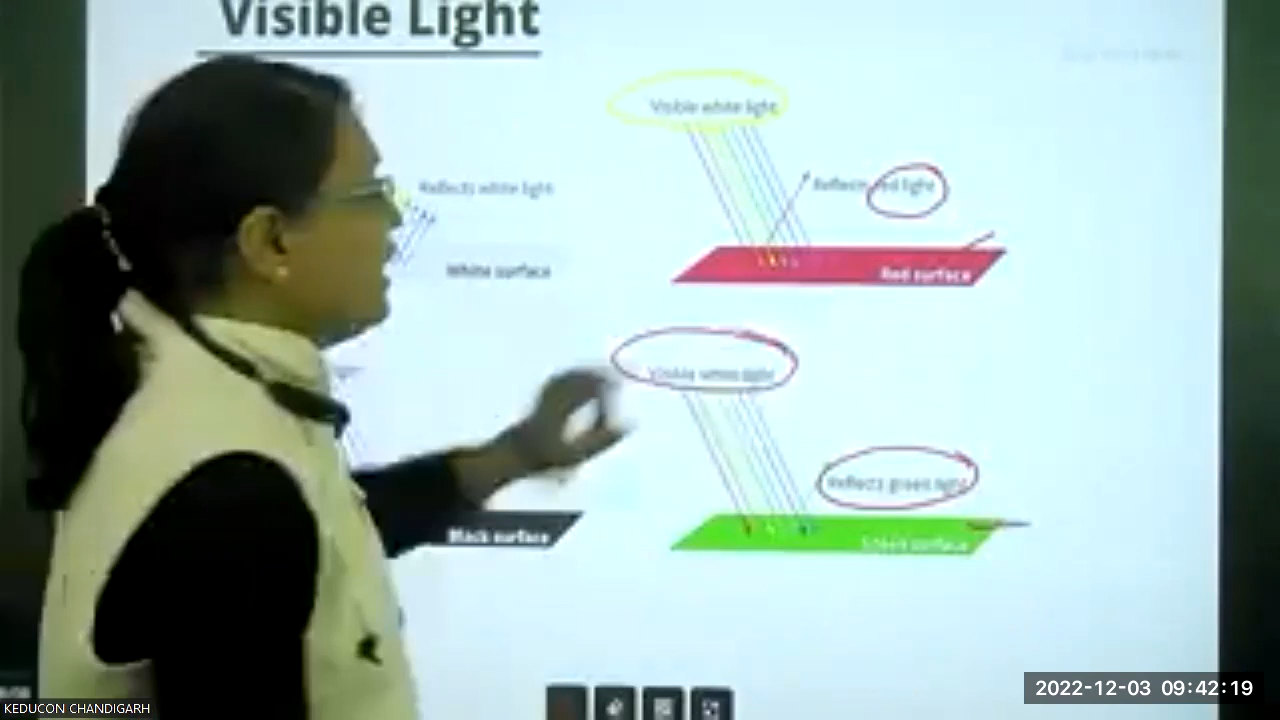 Visible Light
Visible white light
Reflects white light
Reflects red light
White surface
Red surface
Visible white light
Reflects green light
Black surface
Green surface
KEDUCON CHANDIGARH
2022-12-03 09:42:19